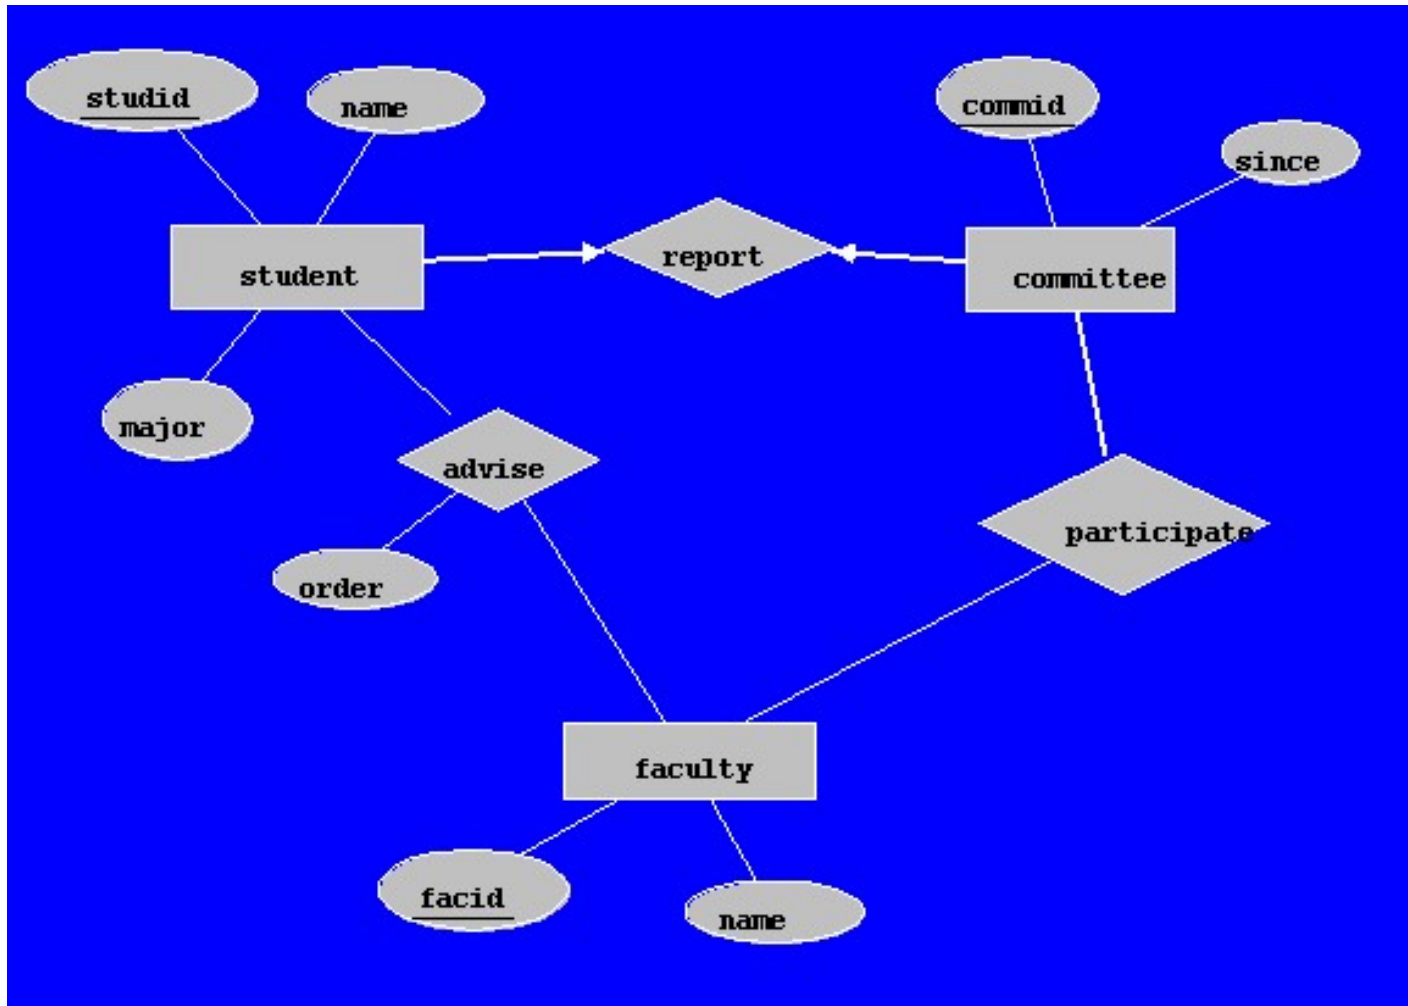 studid
name
commid
since
student
report
committee
major
advise
participate
order
faculty
facid
name